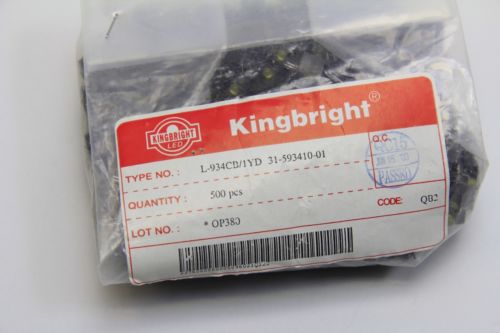 KINGBRIGHT
LED
Kingbright®
TYPE NO. : L-934CB/1YD 31-593410-01
Q.C.
PASSED
QUANTITY : 500 pcs
LOT NO. : * OP380
CODE: QB2